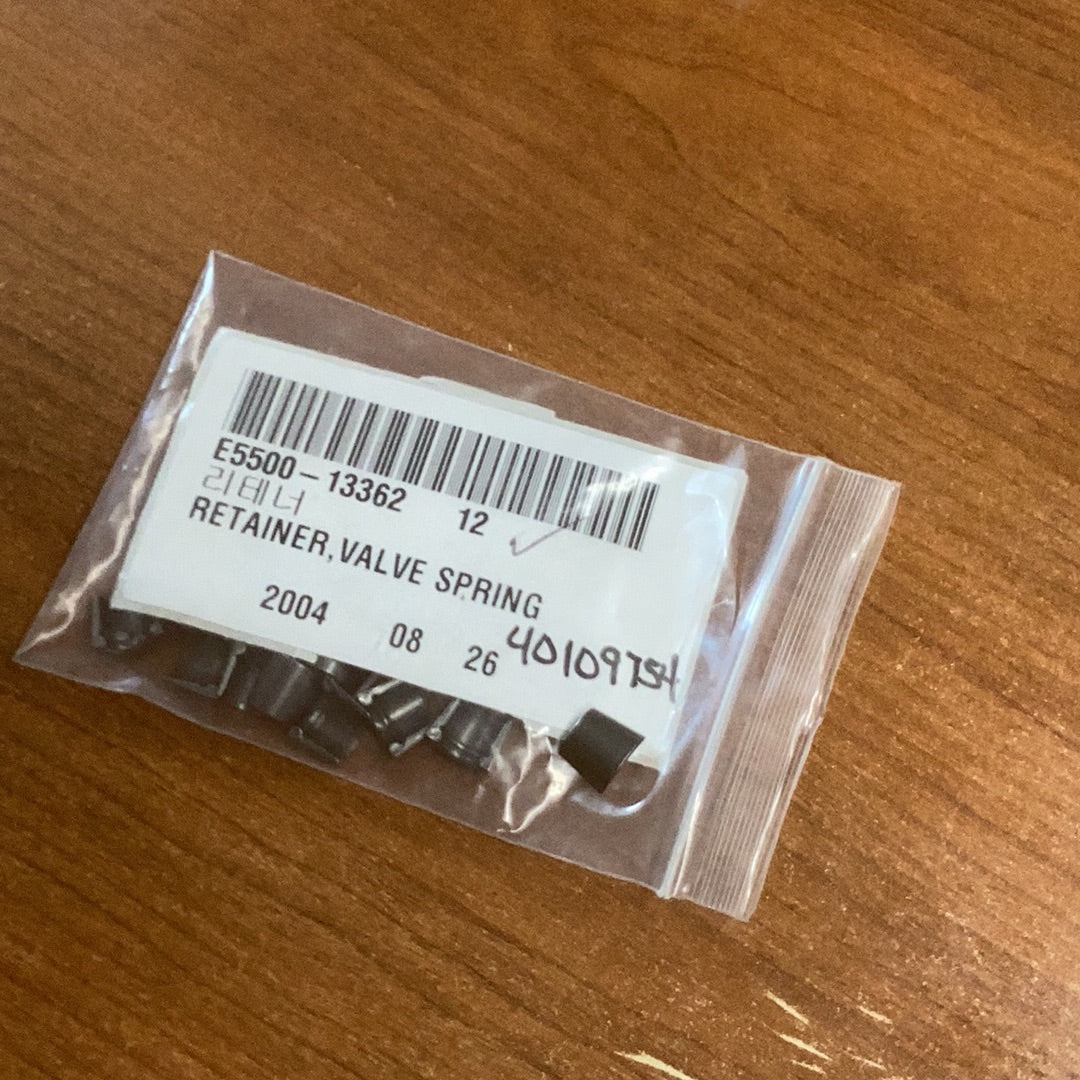 E5500-13362 12
리테너
RETAINER,VALVE SPRING
2004 08 26 40109754